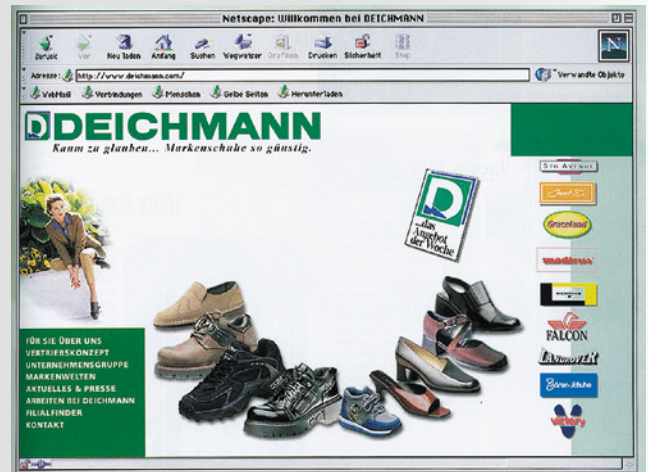 Netscape: Willkommen bei DEICHMANN
Zurück Vor Neu laden Anfang Suchen Wegweiser Grafiken Drucken Sicherheit Stop
N
Adresse: http://www.deichmann.com/
Verwandte Objekte
WebMail Verbindungen Menschen Gelbe Seiten Herunterladen
DEICHMANN
Kaum zu glauben... Markenschuhe so günstig.
D
...das
Angebot
der Woche
5TH AVENUE
Graceland
FALCON
LANDROVER
Bären-Schuhe
victory
FÜR SIE ÜBER UNS
VERTRIEBSKONZEPT
UNTERNEHMENSGRUPPE
MARKENWELTEN
AKTUELLES & PRESSE
ARBEITEN BEI DEICHMANN
FILIALFINDER
KONTAKT